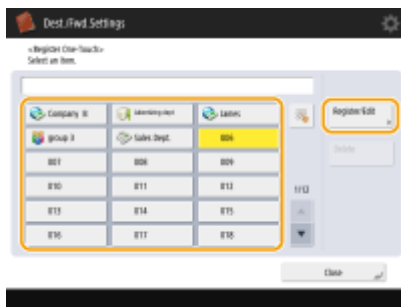 Dest./Fwd. Settings
<Register One-Touch>
Select an item.
Company B
Advertising dept
James
Register/Edit
group 3
Sales Dept.
006
Delete
007
008
009
010
011
012
1/12
013
014
015
016
017
018
Close